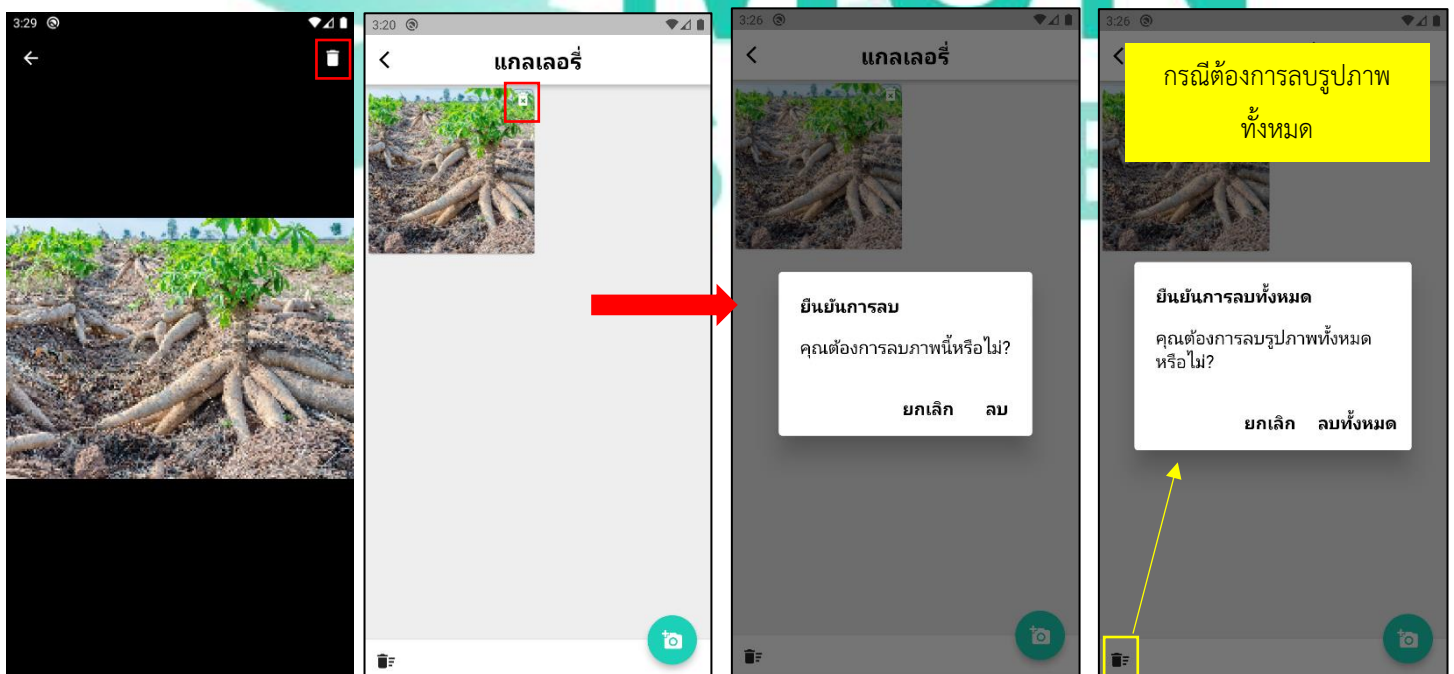 3:29
3:20
แกลเลอรี่
3:26
แกลเลอรี่
ยืนยันการลบ
คุณต้องการลบภาพนี้หรือไม่?
ยกเลิก ลบ
3:26
กรณีต้องการลบรูปภาพ
ทั้งหมด
ยืนยันการลบทั้งหมด
คุณต้องการลบรูปภาพทั้งหมด
หรือไม่?
ยกเลิก ลบทั้งหมด